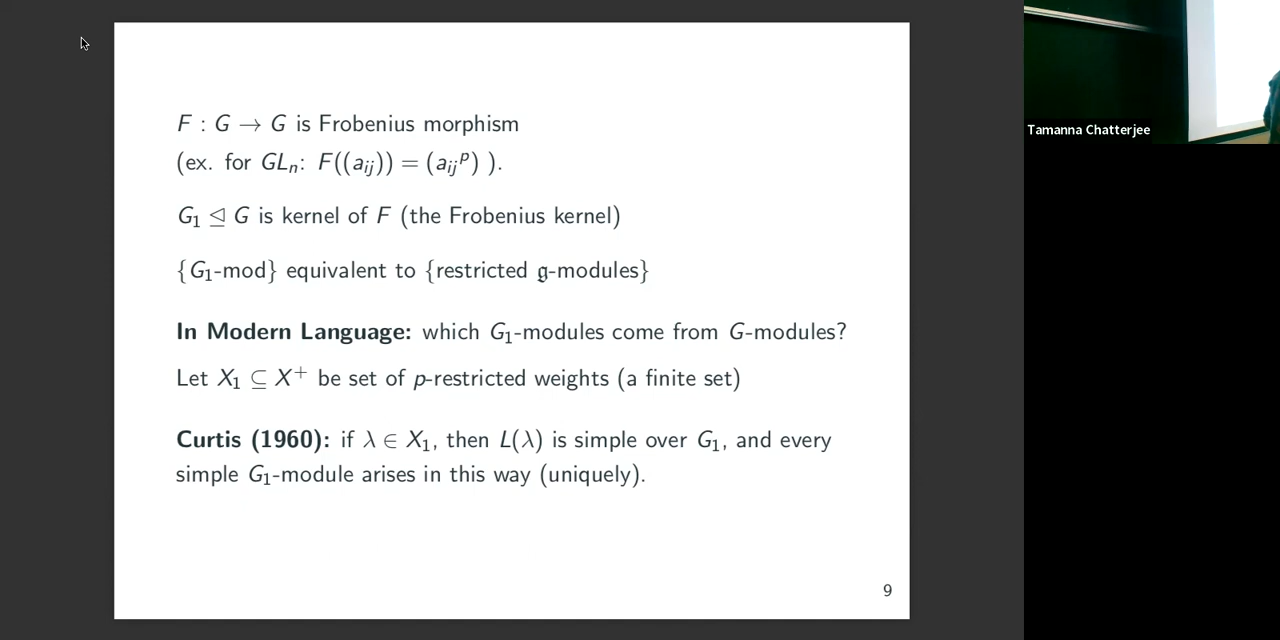 F : G → G is Frobenius morphism
(ex. for GLₙ: F((aᵢⱼ)) = (aᵢⱼᵖ) ).
G₁ ⊴ G is kernel of F (the Frobenius kernel)
{G₁-mod} equivalent to {restricted 𝔤-modules}
In Modern Language: which G₁-modules come from G-modules?
Let X₁ ⊆ X⁺ be set of p-restricted weights (a finite set)
Curtis (1960): if λ ∈ X₁, then L(λ) is simple over G₁, and every
simple G₁-module arises in this way (uniquely).
9
Tamanna Chatterjee